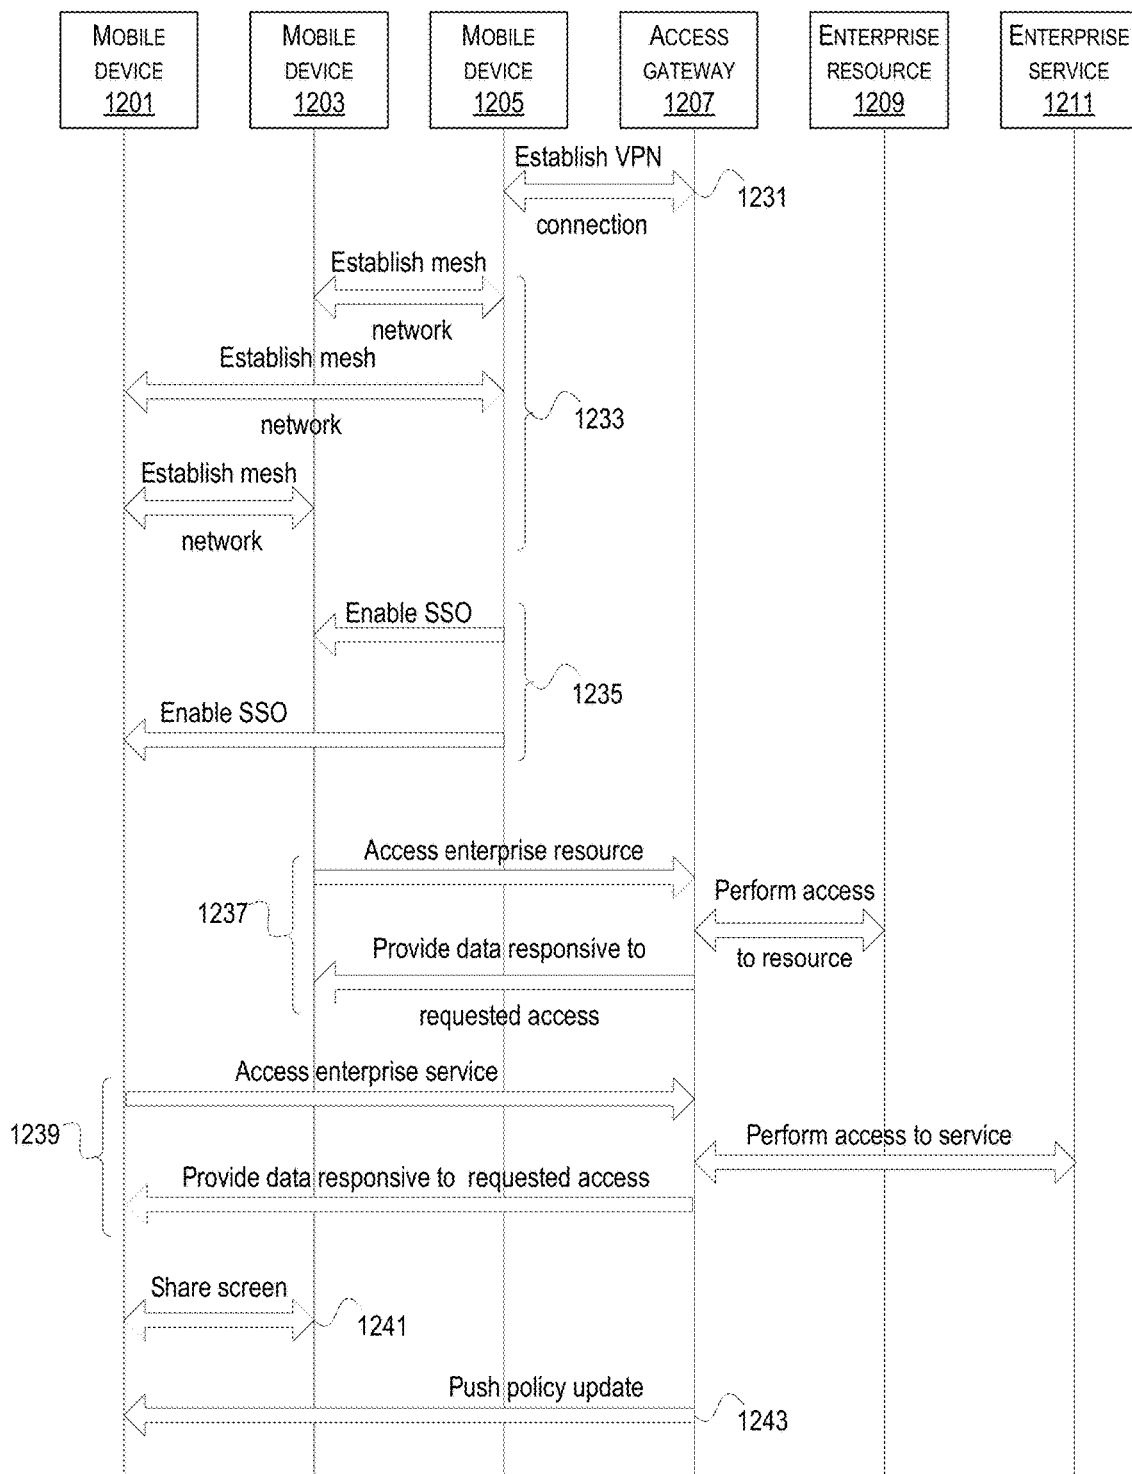 MOBILE
DEVICE
1201
MOBILE
DEVICE
1203
MOBILE
DEVICE
1205
ACCESS
GATEWAY
1207
ENTERPRISE
RESOURCE
1209
ENTERPRISE
SERVICE
1211
Establish VPN
connection
1231
Establish mesh
network
Establish mesh
network
1233
Establish mesh
network
Enable SSO
1235
Enable SSO
Access enterprise resource
Perform access
1237
Provide data responsive to
to resource
requested access
Access enterprise service
1239
Perform access to service
Provide data responsive to requested access
Share screen
1241
Push policy update
1243